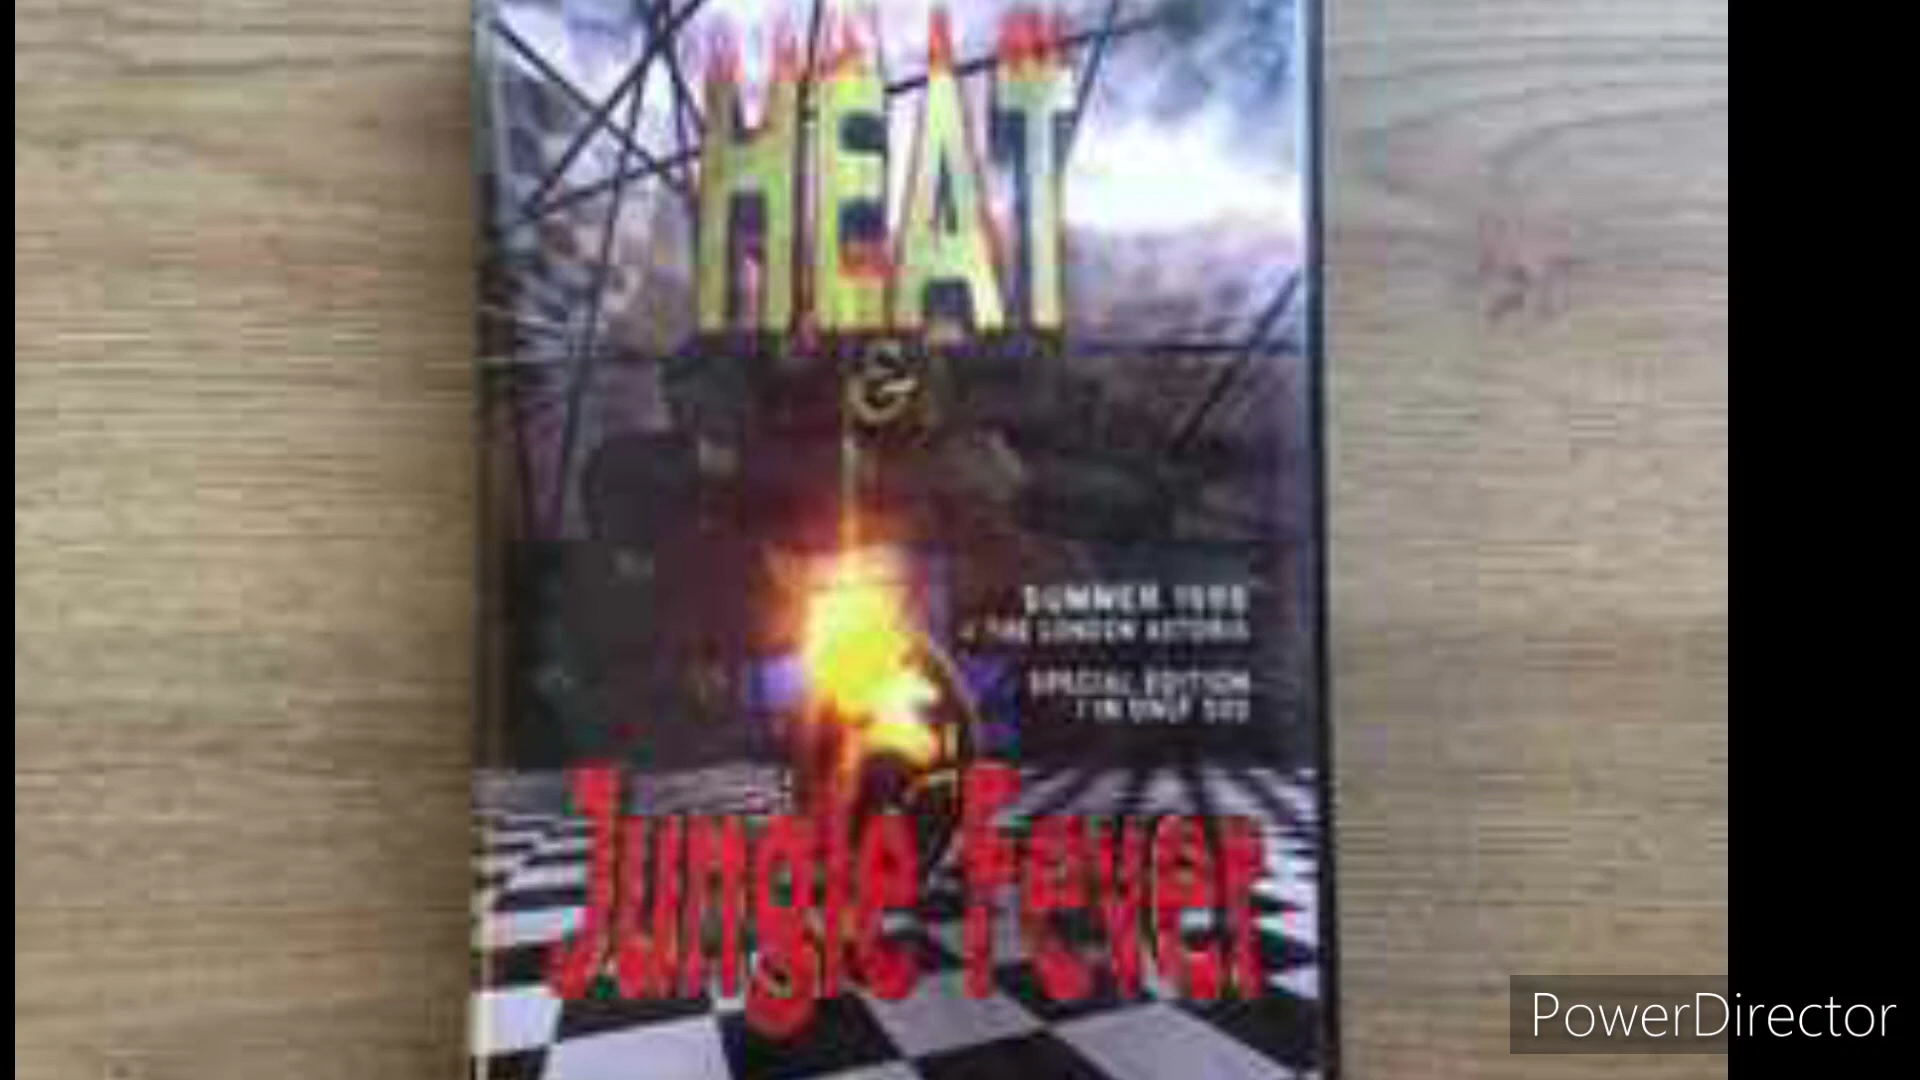 HEAT
&
SUMMER 1998
THE LONDON ASTORIA
SPECIAL EDITION
Jungle Fever
PowerDirector